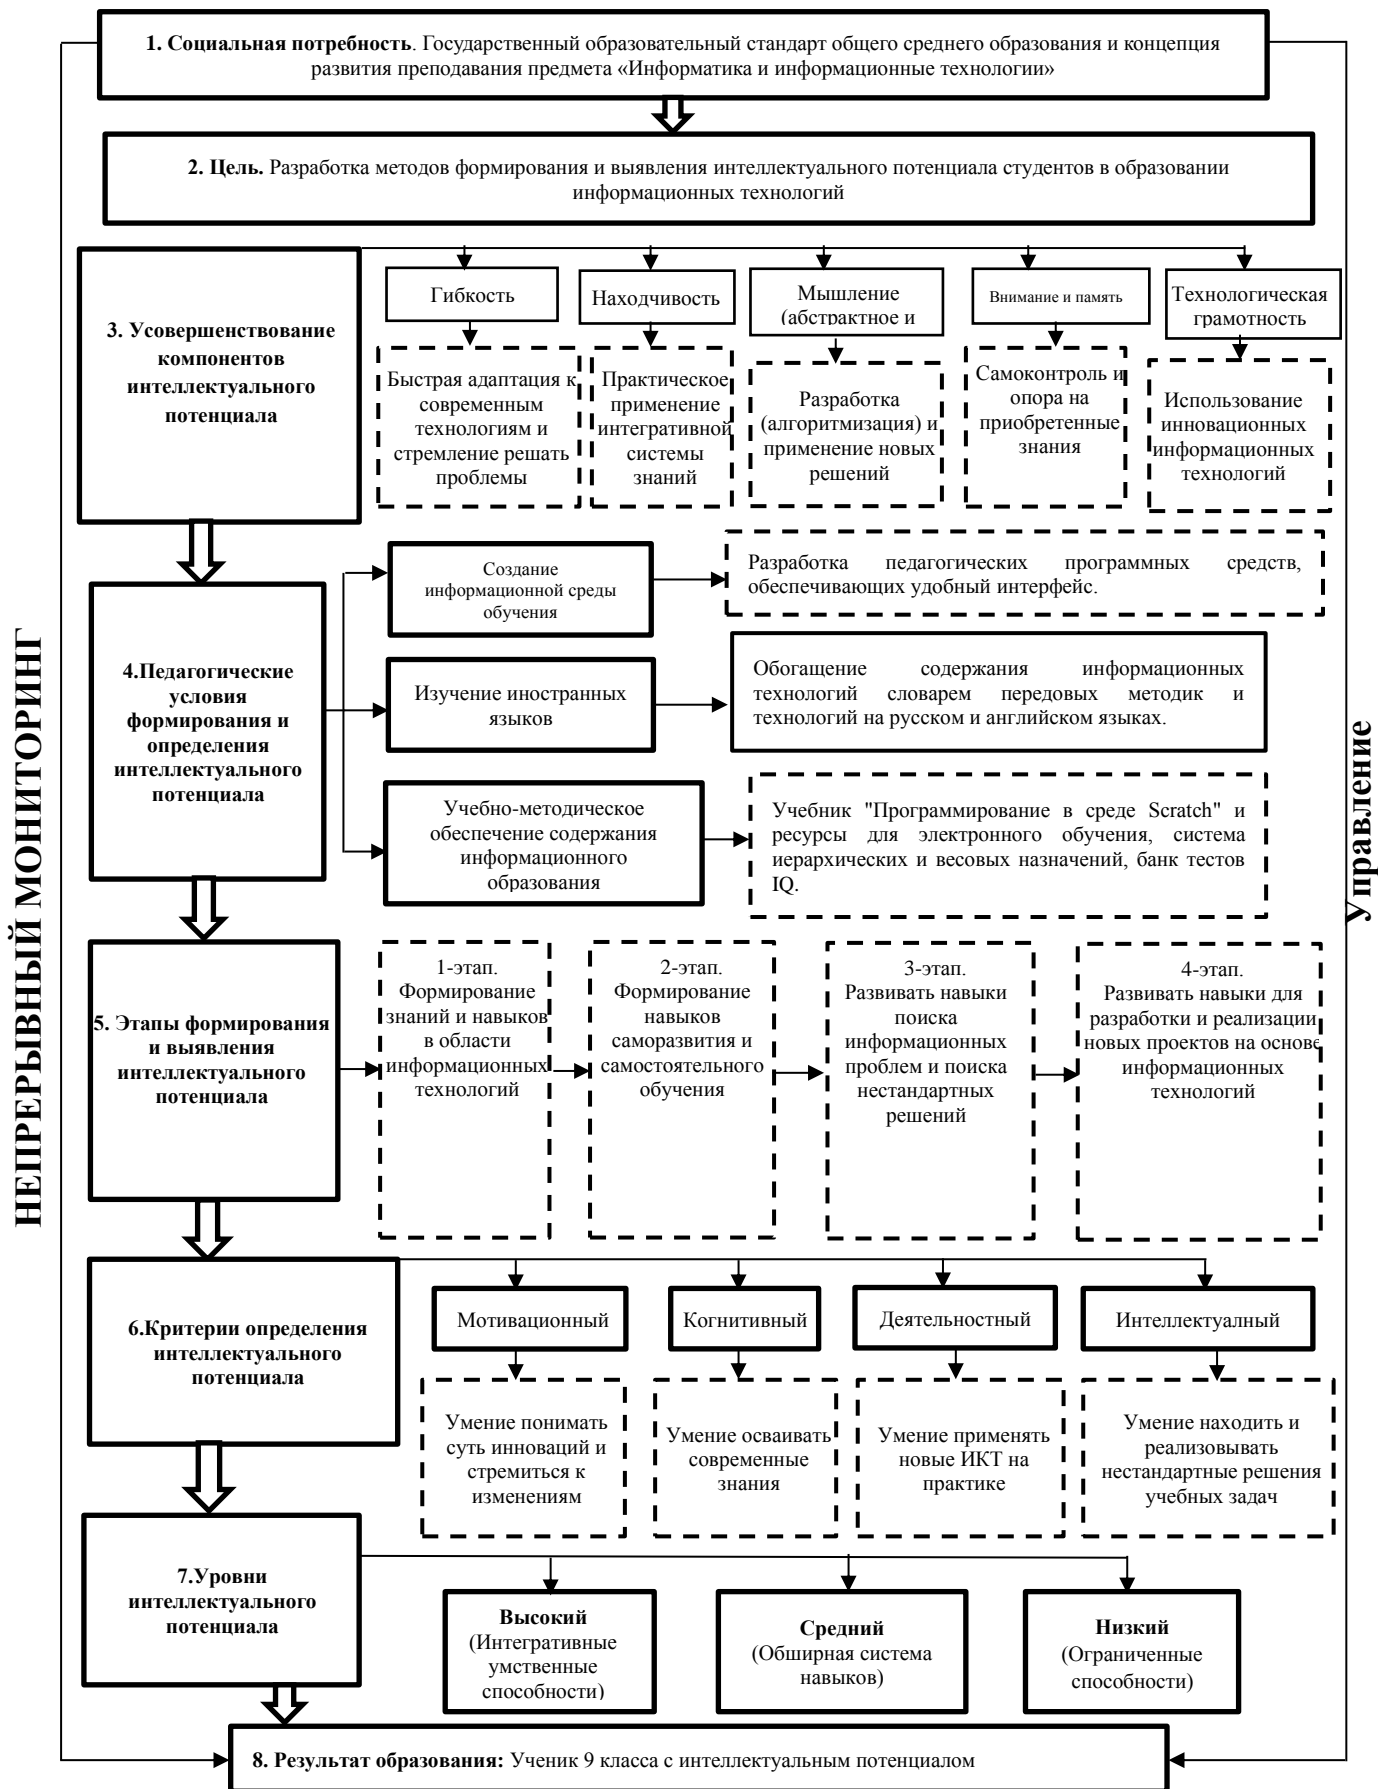 1. Социальная потребность. Государственный образовательный стандарт общего среднего образования и концепция
развития преподавания предмета «Информатика и информационные технологии»
2. Цель. Разработка методов формирования и выявления интеллектуального потенциала студентов в образовании
информационных технологий
3. Усовершенствование
компонентов
интеллектуального
потенциала
Гибкость
Находчивость
Мышление
(абстрактное и
Внимание и память
Технологическая
грамотность
Быстрая адаптация к
современным
технологиям и
стремление решать
проблемы
Практическое
применение
интегративной
системы
знаний
Разработка
(алгоритмизация) и
применение новых
решений
Самоконтроль и
опора на
приобретенные
знания
Использование
инновационных
информационных
технологий
4.Педагогические
условия
формирования и
определения
интеллектуального
потенциала
Создание
информационной среды
обучения
Разработка педагогических программных средств,
обеспечивающих удобный интерфейс.
Изучение иностранных
языков
Обогащение содержания информационных
технологий словарем передовых методик и
технологий на русском и английском языках.
Учебно-методическое
обеспечение содержания
информационного
образования
Учебник "Программирование в среде Scratch" и
ресурсы для электронного обучения, система
иерархических и весовых назначений, банк тестов
IQ.
5. Этапы формирования
и выявления
интеллектуального
потенциала
1-этап.
Формирование
знаний и навыков
в области
информационных
технологий
2-этап.
Формирование
навыков
саморазвития и
самостоятельного
обучения
3-этап.
Развивать навыки
поиска
информационных
проблем и поиска
нестандартных
решений
4-этап.
Развивать навыки для
разработки и реализации
новых проектов на основе
информационных
технологий
6.Критерии определения
интеллектуального
потенциала
Мотивационный
Когнитивный
Деятельностный
Интеллектуалный
Умение понимать
суть инноваций и
стремиться к
изменениям
Умение осваивать
современные
знания
Умение применять
новые ИКТ на
практике
Умение находить и
реализовывать
нестандартные решения
учебных задач
7.Уровни
интеллектуального
потенциала
Высокий
(Интегративные
умственные
способности)
Средний
(Обширная система
навыков)
Низкий
(Ограниченные
способности)
8. Результат образования: Ученик 9 класса с интеллектуальным потенциалом
НЕПРЕРЫВНЫЙ МОНИТОРИНГ
Управление